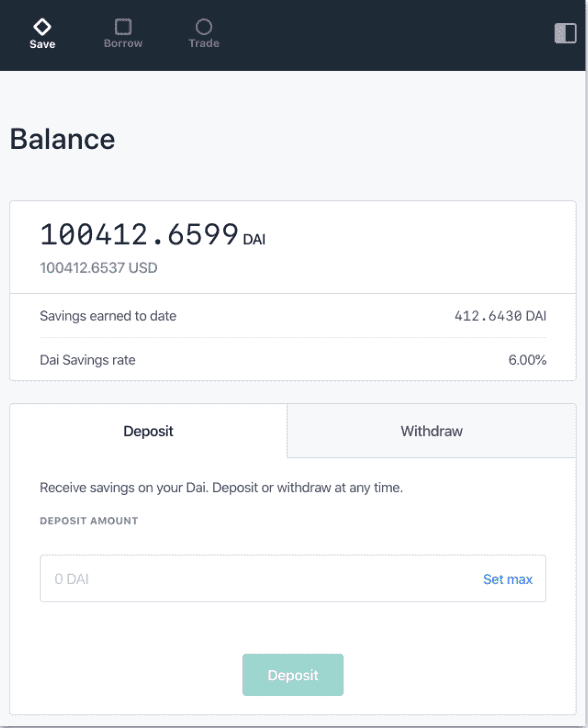 Save Borrow Trade
Balance
100412.6599 DAI
100412.6537 USD
Savings earned to date 412.6430 DAI
Dai Savings rate 6.00%
Deposit Withdraw
Receive savings on your Dai. Deposit or withdraw at any time.
DEPOSIT AMOUNT
0 DAI Set max
Deposit